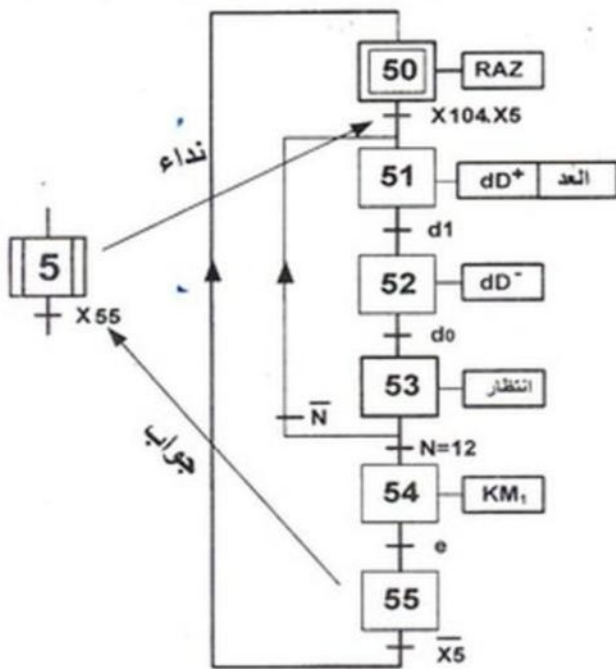 50 RAZ
X104.X5
نداء
51 dD⁺ العد
d1
5
52 dD⁻
X55
d0
53 انتظار
N̅
جواب
N=12
54 KM₁
e
55
X̅5̅